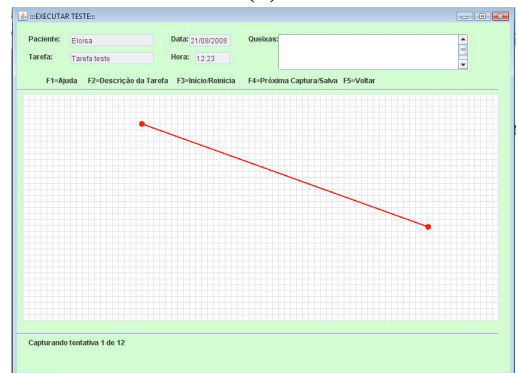 :::EXECUTAR TESTE:::
Paciente: Eloisa Data: 21/08/2008 Queixas:
Tarefa: Tarefa teste Hora: 12:23
F1=Ajuda F2=Descrição da Tarefa F3=Início/Reinicia F4=Próxima Captura/Salva F5=Voltar
Capturando tentativa 1 de 12